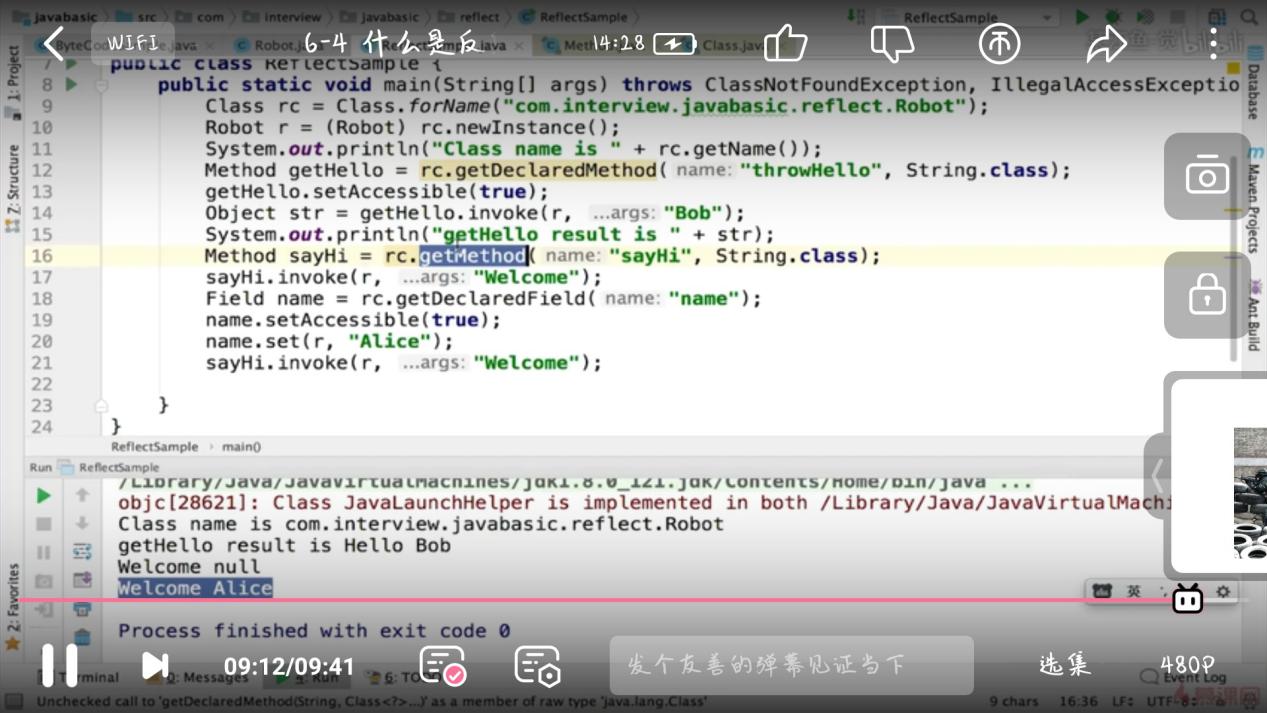 javabasic src com interview javabasic reflect ReflectSample
ReflectSample
WIFI 6-4 什么是反 14:28
Robot.java Class.java
public class ReflectSample {
8 public static void main(String[] args) throws ClassNotFoundException, IllegalAccessExceptio
9 Class rc = Class.forName("com.interview.javabasic.reflect.Robot");
10 Robot r = (Robot) rc.newInstance();
11 System.out.println("Class name is " + rc.getName());
12 Method getHello = rc.getDeclaredMethod( name: "throwHello", String.class);
13 getHello.setAccessible(true);
14 Object str = getHello.invoke(r, ...args: "Bob");
15 System.out.println("getHello result is " + str);
16 Method sayHi = rc.getMethod( name: "sayHi", String.class);
17 sayHi.invoke(r, ...args: "Welcome");
18 Field name = rc.getDeclaredField( name: "name");
19 name.setAccessible(true);
20 name.set(r, "Alice");
21 sayHi.invoke(r, ...args: "Welcome");
22
23 }
24 }
ReflectSample › main()
1: Project
Z: Structure
2: Favorites
Database
Maven Projects
Ant Build
Run ReflectSample
/Library/Java/JavaVirtualMachines/jdk1.8.0_121.jdk/Contents/Home/bin/java ...
objc[28621]: Class JavaLaunchHelper is implemented in both /Library/Java/JavaVirtualMachi
Class name is com.interview.javabasic.reflect.Robot
getHello result is Hello Bob
Welcome null
Welcome Alice
英
Process finished with exit code 0
09:12/09:41 发个友善的弹幕见证当下 选集 480P
Terminal 0: Messages 4: Run 6: TODO Event Log
Unchecked call to 'getDeclaredMethod(String, Class<?>...)' as a member of raw type 'java.lang.Class' 9 chars 16:36 LF÷ UTF-8÷
慕课网